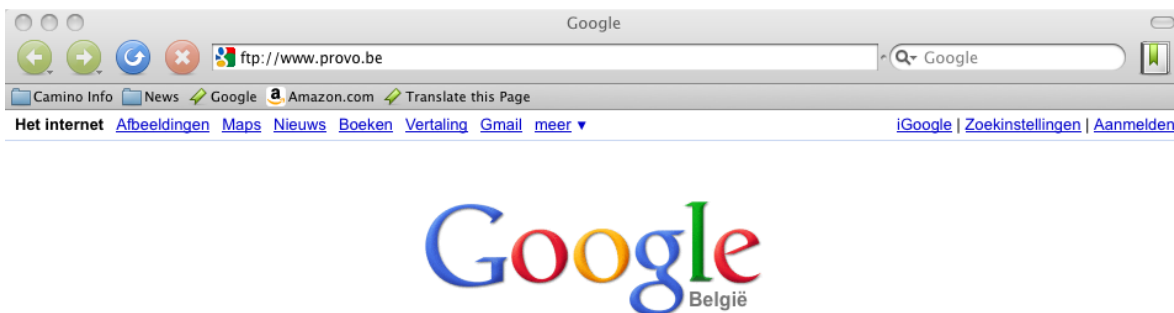 Google
ftp://www.provo.be Google
Camino Info News Google Amazon.com Translate this Page
Het internet Afbeeldingen Maps Nieuws Boeken Vertaling Gmail meer ▼ iGoogle | Zoekinstellingen | Aanmelden
Google
België